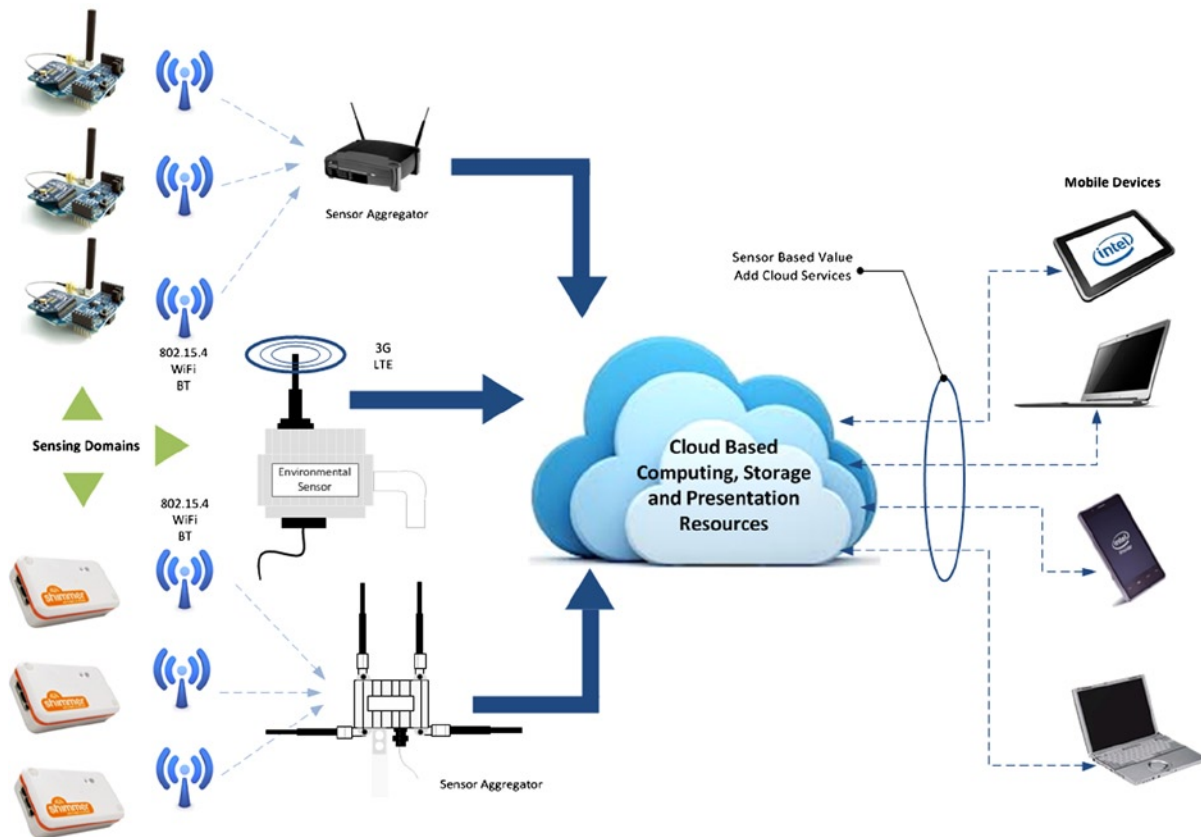 Sensor Aggregator
802.15.4
WiFi
BT
3G
LTE
Sensing Domains
Environmental
Sensor
802.15.4
WiFi
BT
shimmer
shimmer
shimmer
Sensor Aggregator
Cloud Based
Computing, Storage
and Presentation
Resources
Sensor Based Value
Add Cloud Services
Mobile Devices
intel
intel